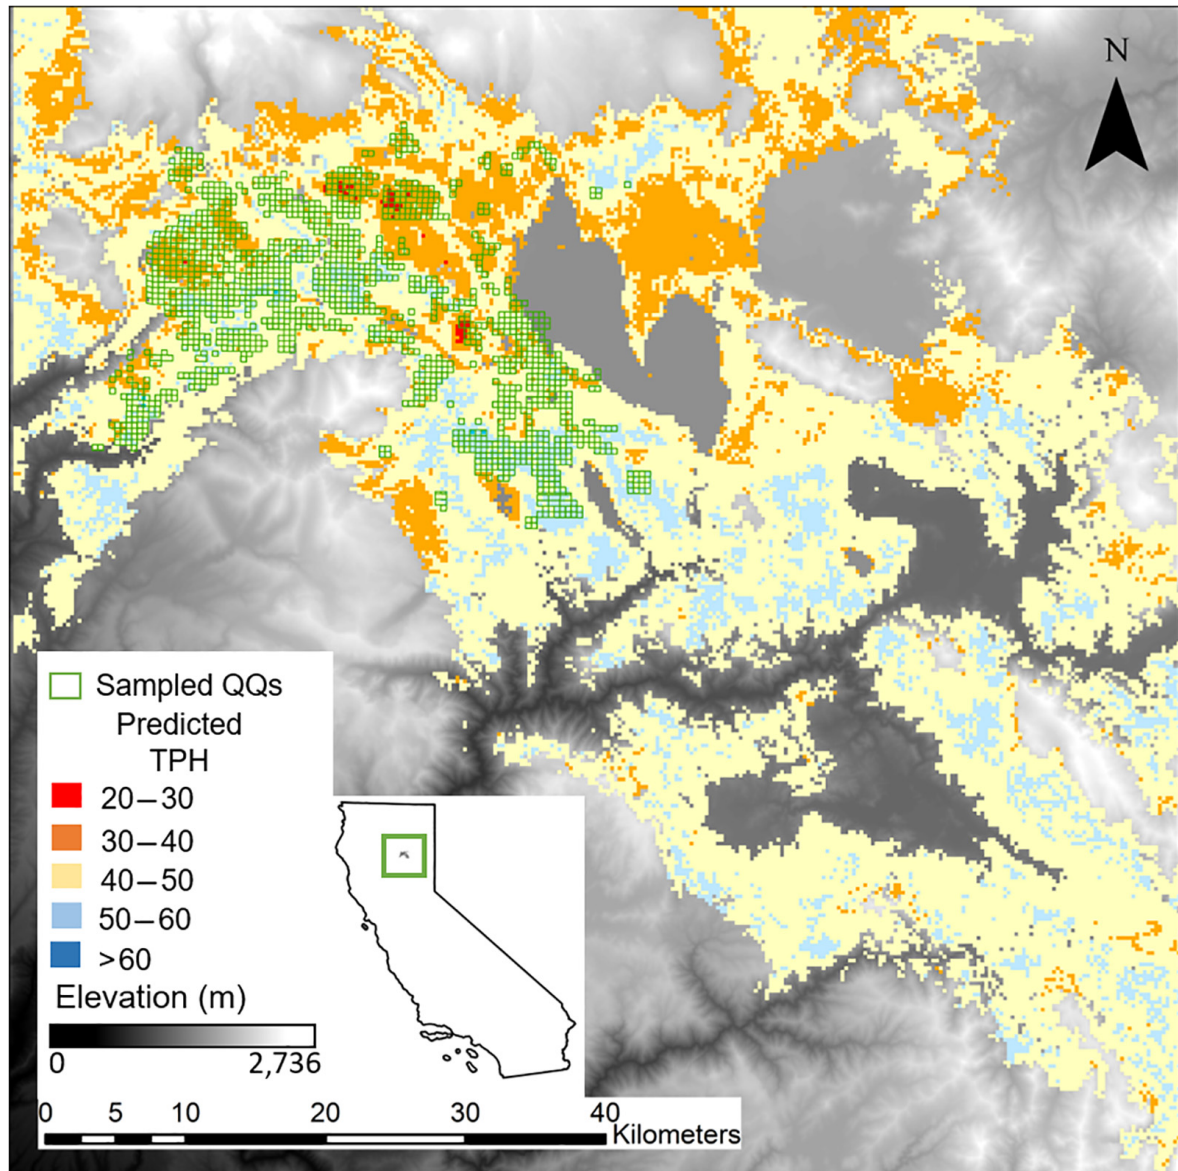 N
Sampled QQs
Predicted
TPH
20–30
30–40
40–50
50–60
>60
Elevation (m)
0 2,736
0 5 10 20 30 40
Kilometers